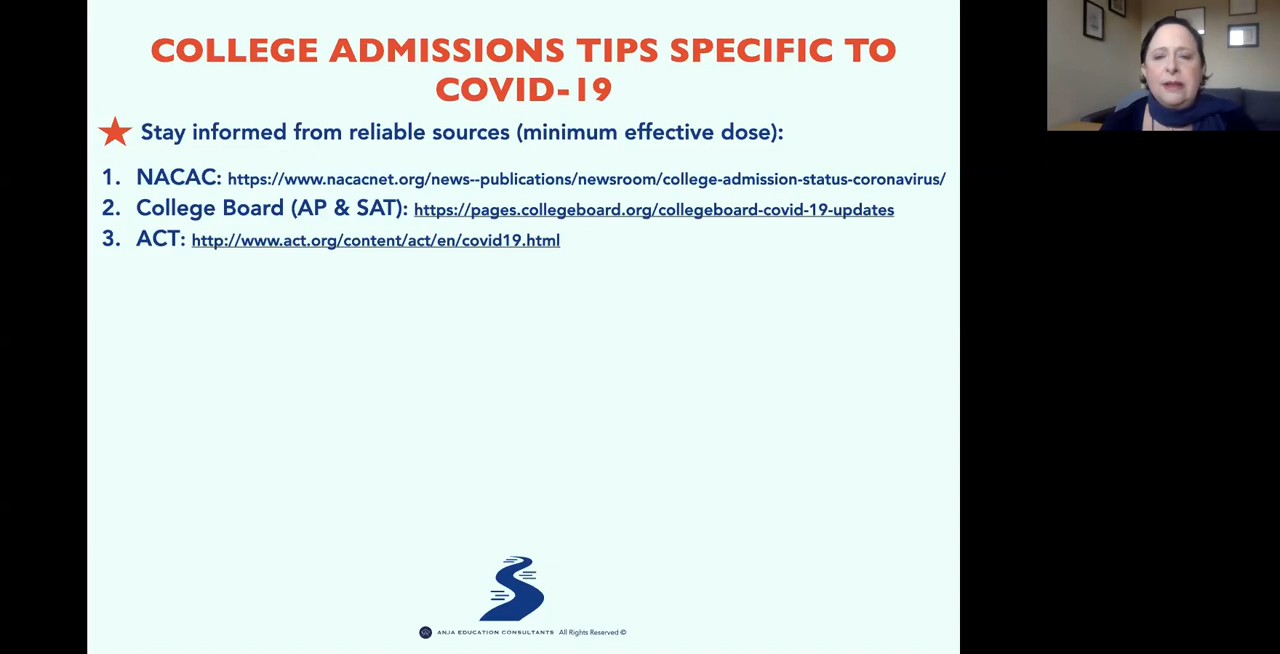 COLLEGE ADMISSIONS TIPS SPECIFIC TO
COVID-19
Stay informed from reliable sources (minimum effective dose):
1. NACAC: https://www.nacacnet.org/news--publications/newsroom/college-admission-status-coronavirus/
2. College Board (AP & SAT): https://pages.collegeboard.org/collegeboard-covid-19-updates
3. ACT: http://www.act.org/content/act/en/covid19.html
ANJA EDUCATION CONSULTANTS All Rights Reserved ©